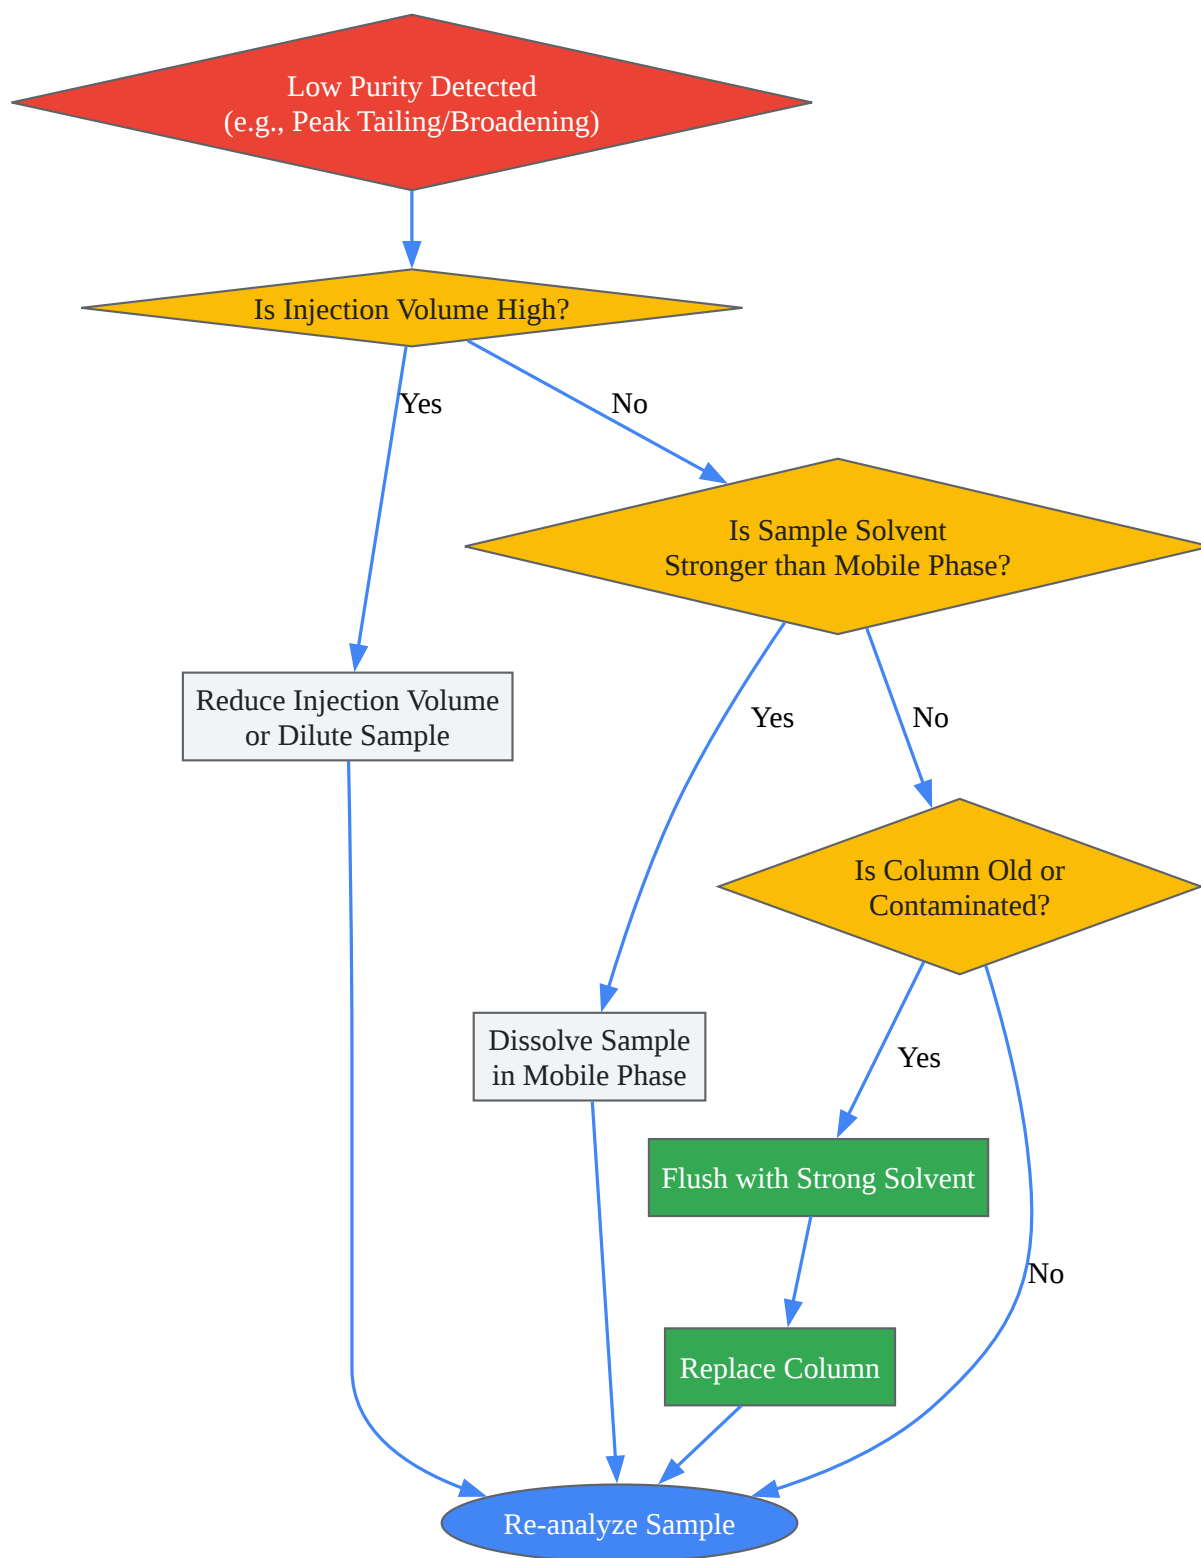 Low Purity Detected
(e.g., Peak Tailing/Broadening)
Is Injection Volume High?
Yes
No
Is Sample Solvent
Stronger than Mobile Phase?
Reduce Injection Volume
or Dilute Sample
Yes
No
Is Column Old or
Contaminated?
Dissolve Sample
in Mobile Phase
Yes
Flush with Strong Solvent
No
Replace Column
Re-analyze Sample